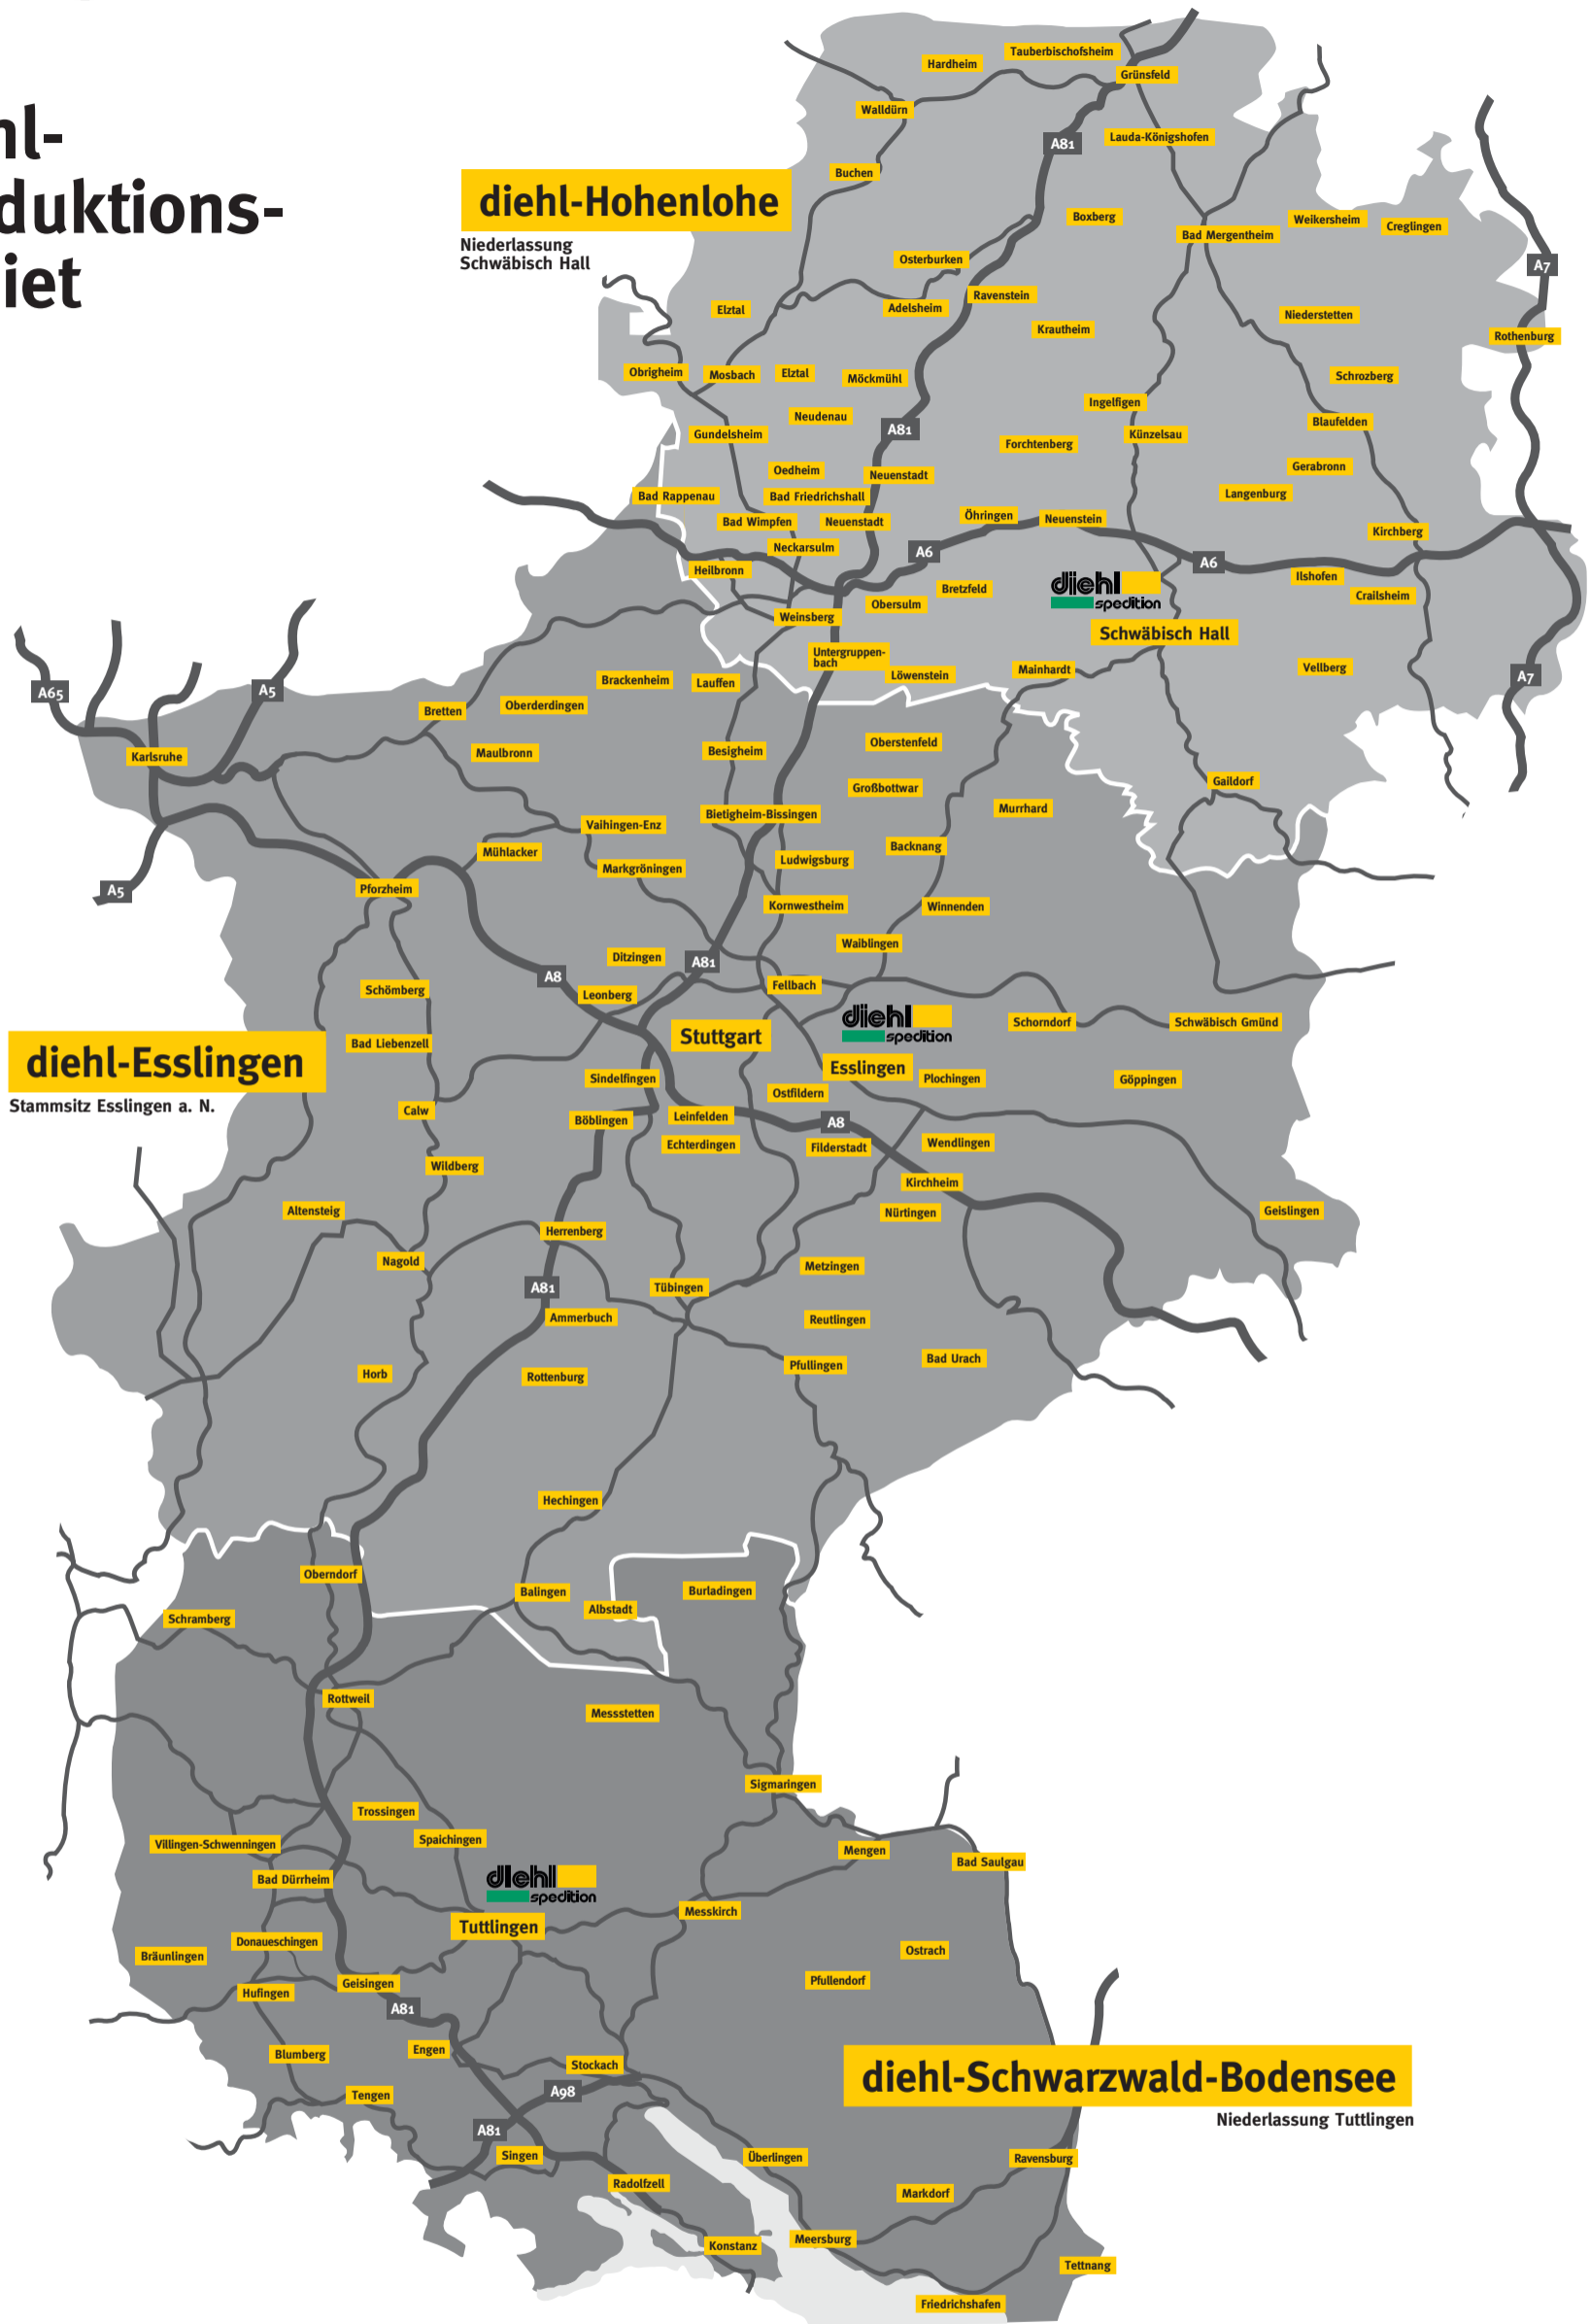 hl-
duktions-
iet
diehl-Hohenlohe
Niederlassung
Schwäbisch Hall
Tauberbischofsheim
Hardheim
Grünsfeld
Walldürn
A81
Lauda-Königshofen
Buchen
Boxberg
Weikersheim
Creglingen
Bad Mergentheim
Osterburken
A7
Ravenstein
Elztal
Adelsheim
Niederstetten
Krautheim
Rothenburg
Obrigheim
Mosbach
Elztal
Möckmühl
Schrozberg
Ingelfigen
Neudenau
Blaufelden
A81
Gundelsheim
Künzelsau
Forchtenberg
Oedheim
Neuenstadt
Gerabronn
Bad Rappenau
Bad Friedrichshall
Langenburg
Bad Wimpfen
Neuenstadt
Öhringen
Neuenstein
Kirchberg
Neckarsulm
A6
A6
Heilbronn
Ilshofen
Bretzfeld
diehl
spedition
Crailsheim
Obersulm
Weinsberg
Schwäbisch Hall
Untergruppen-
bach
Löwenstein
Mainhardt
Vellberg
A7
Brackenheim
Lauffen
A65
A5
Oberderdingen
Bretten
Karlsruhe
Maulbronn
Besigheim
Oberstenfeld
Gaildorf
Großbottwar
Murrhard
Bietigheim-Bissingen
Vaihingen-Enz
Mühlacker
Ludwigsburg
Backnang
Markgröningen
Pforzheim
A5
Kornwestheim
Winnenden
Waiblingen
Ditzingen
A81
A8
Schömberg
Leonberg
Fellbach
diehl
spedition
Schorndorf
Schwäbisch Gmünd
Stuttgart
Bad Liebenzell
diehl-Esslingen
Stammsitz Esslingen a. N.
Esslingen
Sindelfingen
Plochingen
Göppingen
Ostfildern
Calw
Böblingen
Leinfelden
A8
Echterdingen
Filderstadt
Wendlingen
Wildberg
Kirchheim
Altensteig
Nürtingen
Geislingen
Herrenberg
Nagold
Metzingen
A81
Tübingen
Ammerbuch
Reutlingen
Horb
Rottenburg
Pfullingen
Bad Urach
Hechingen
Oberndorf
Balingen
Burladingen
Schramberg
Albstadt
Rottweil
Messstetten
Sigmaringen
Trossingen
Villingen-Schwenningen
Spaichingen
Mengen
Bad Saulgau
Bad Dürrheim
diehl
spedition
Messkirch
Tuttlingen
Donaueschingen
Bräunlingen
Ostrach
Geisingen
Pfullendorf
Hufingen
A81
Blumberg
Engen
Stockach
diehl-Schwarzwald-Bodensee
Niederlassung Tuttlingen
Tengen
A98
A81
Singen
Überlingen
Ravensburg
Radolfzell
Markdorf
Konstanz
Meersburg
Tettnang
Friedrichshafen